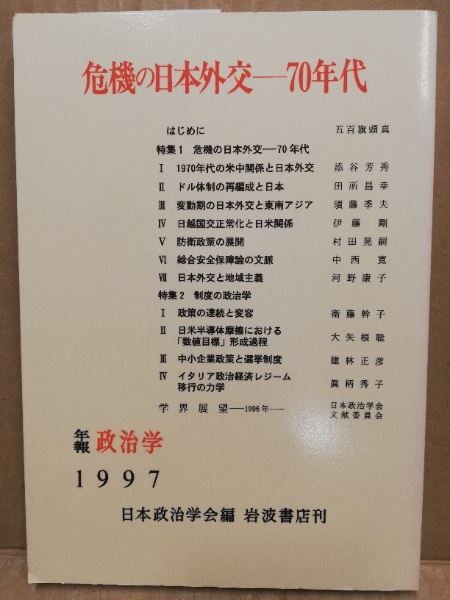 危機の日本外交―70年代
はじめに 五百旗頭真
特集1 危機の日本外交―70年代
Ⅰ 1970年代の米中関係と日本外交 添谷芳秀
Ⅱ ドル体制の再編成と日本 田所昌幸
Ⅲ 変動期の日本外交と東南アジア 須藤季夫
Ⅳ 日越国交正常化と日米関係 伊藤剛
Ⅴ 防衛政策の展開 村田晃嗣
Ⅵ 総合安全保障論の文脈 中西寛
Ⅶ 日本外交と地域主義 河野康子
特集2 制度の政治学
Ⅰ 政策の連続と変容 衛藤幹子
Ⅱ 日米半導体摩擦における
「数値目標」形成過程 大矢根聡
Ⅲ 中小企業政策と選挙制度 建林正彦
Ⅳ イタリア政治経済レジーム
移行の力学 眞柄秀子
学界展望―1996年― 日本政治学会
文献委員会
年報 政治学
1997
日本政治学会編 岩波書店刊